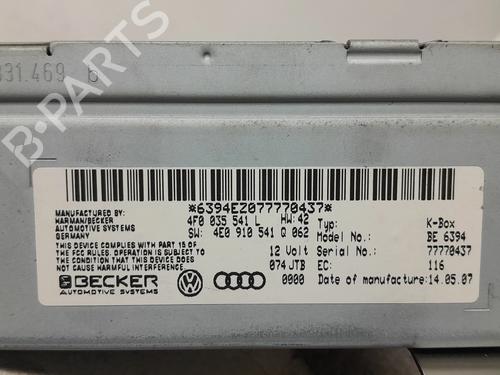 331.469 6
B-PARTS
*6394EZ077770437*
MANUFACTURED BY:
HARMAN/BECKER
AUTOMOTIVE SYSTEMS
GERMANY
4F0 035 541 L HW: 42
SW: 4E0 910 541 Q 062
Typ: K-Box
Model No.: BE 6394
THIS DEVICE COMPLIES WITH PART 15 OF
THE FCC RULES. OPERATION IS SUBJECT TO
THE CONDITION THAT THIS DEVICES DOES NOT
CAUSE HARMFUL INTERFERENCE
12 Volt Serial No.: 77770437
074 JTB EC: 116
0000 Date of manufacture: 14.05.07
BECKER
AUTOMOTIVE SYSTEMS